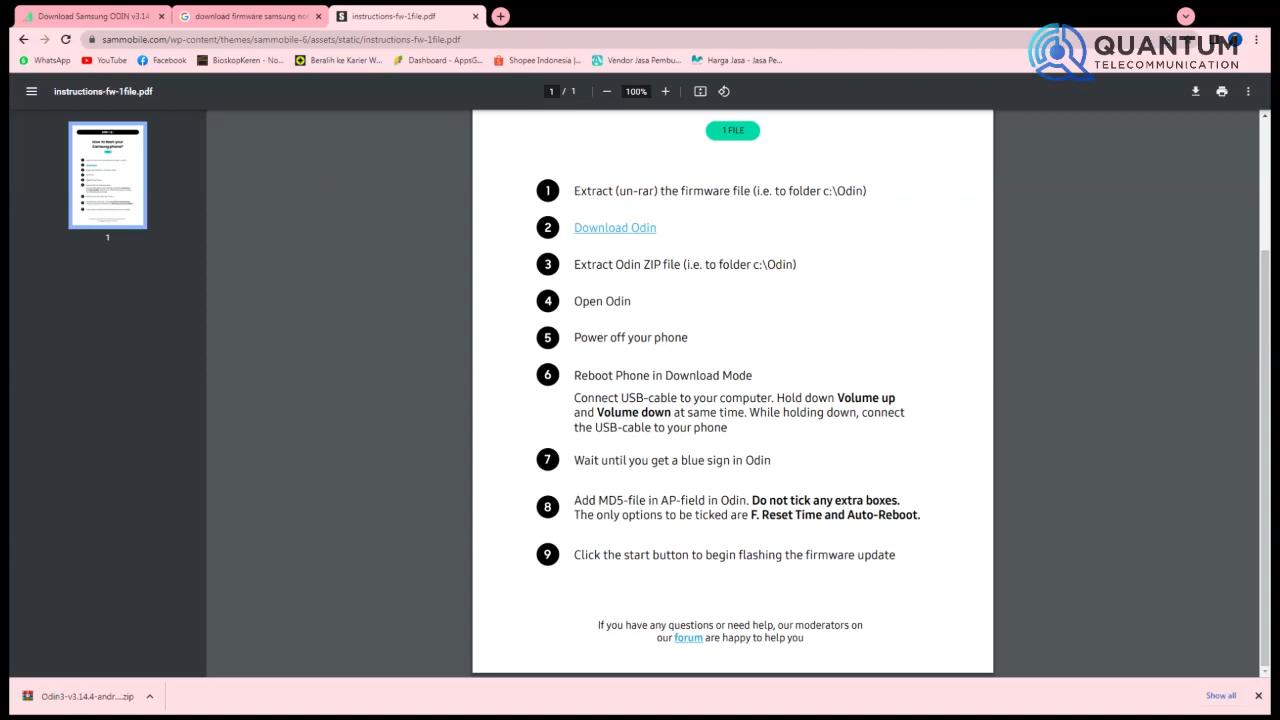 Download Samsung ODIN v3.14.
download firmware samsung no
instructions-fw-1file.pdf
sammobile.com/wp-content/themes/sammobile-6/assets/static/instructions-fw-1file.pdf
WhatsApp
YouTube
Facebook
BioskopKeren - No...
Beralih ke Karier W...
Dashboard - AppsG...
Shopee Indonesia |...
Vendor Jasa Pembu...
Harga Jasa - Jasa Pe...
QUANTUM
TELECOMMUNICATION
instructions-fw-1file.pdf
1 / 1
100%
How to flash your
Samsung phone?
1
1 FILE
1 Extract (un-rar) the firmware file (i.e. to folder c:\Odin)
2 Download Odin
3 Extract Odin ZIP file (i.e. to folder c:\Odin)
4 Open Odin
5 Power off your phone
6 Reboot Phone in Download Mode
Connect USB-cable to your computer. Hold down Volume up
and Volume down at same time. While holding down, connect
the USB-cable to your phone
7 Wait until you get a blue sign in Odin
8 Add MD5-file in AP-field in Odin. Do not tick any extra boxes.
The only options to be ticked are F. Reset Time and Auto-Reboot.
9 Click the start button to begin flashing the firmware update
If you have any questions or need help, our moderators on
our forum are happy to help you
Odin3-v3.14.4-andr....zip
Show all